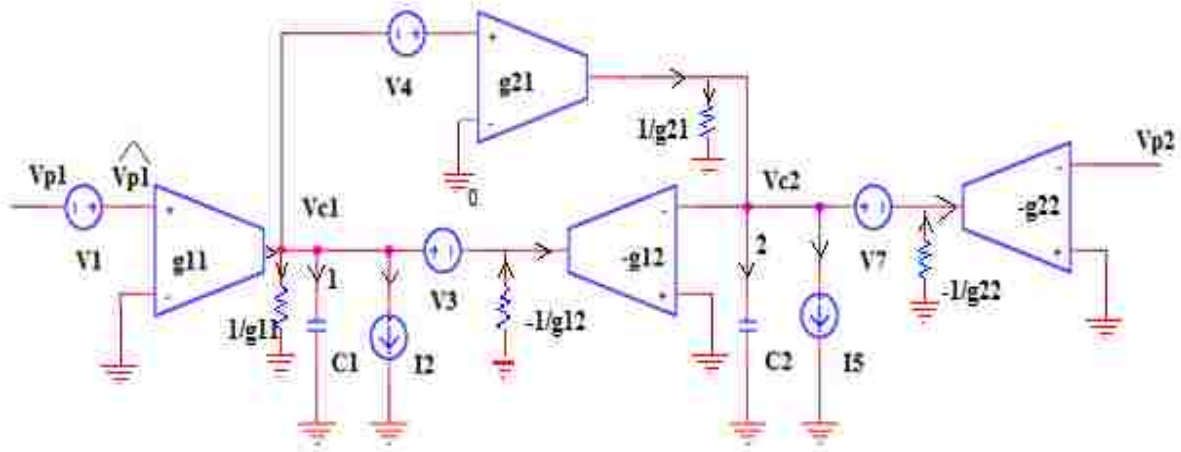 +
V4
g21
-
1/g21
0
Vp1
^
Vp1
V1
+
g11
-
Vc1
1/g11
1
C1
I2
V3
-1/g12
-
-g12
+
Vc2
2
C2
I5
V7
-1/g22
-g22
-
+
Vp2